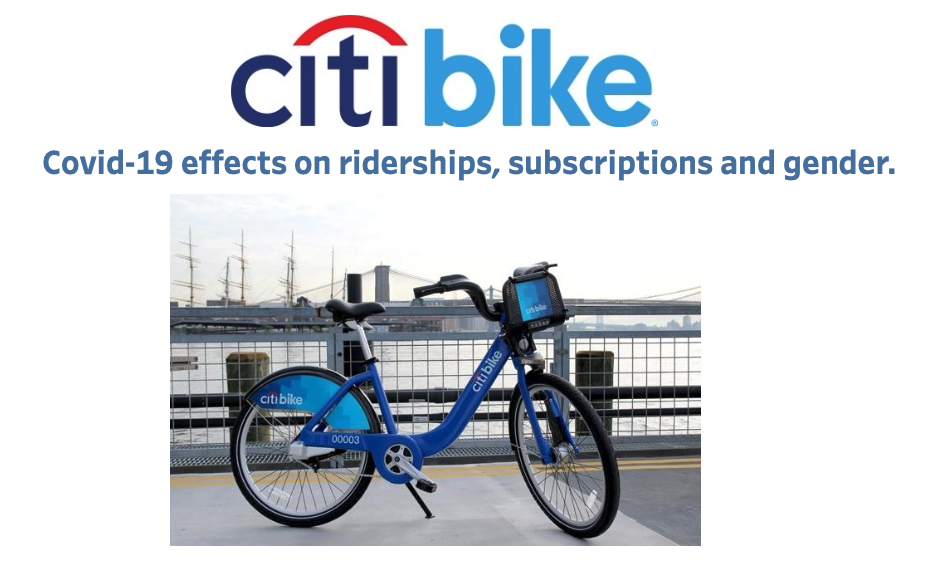 citi bike®
Covid-19 effects on riderships, subscriptions and gender.
citi bike
citi bike
citi bike
00003